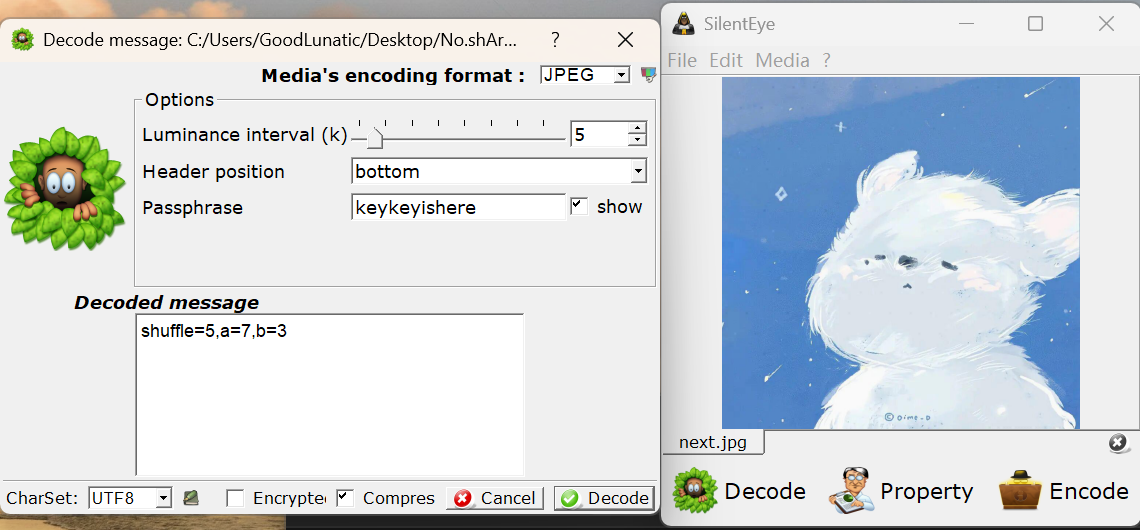 Decode message: C:/Users/GoodLunatic/Desktop/No.shAr... ?
Media's encoding format : JPEG
Options
Luminance interval (k) 5
Header position bottom
Passphrase keykeyishere show
Decoded message
shuffle=5,a=7,b=3
CharSet: UTF8 Encrypte Compres Cancel Decode
SilentEye
File Edit Media ?
© Dime-D
next.jpg
Decode Property Encode